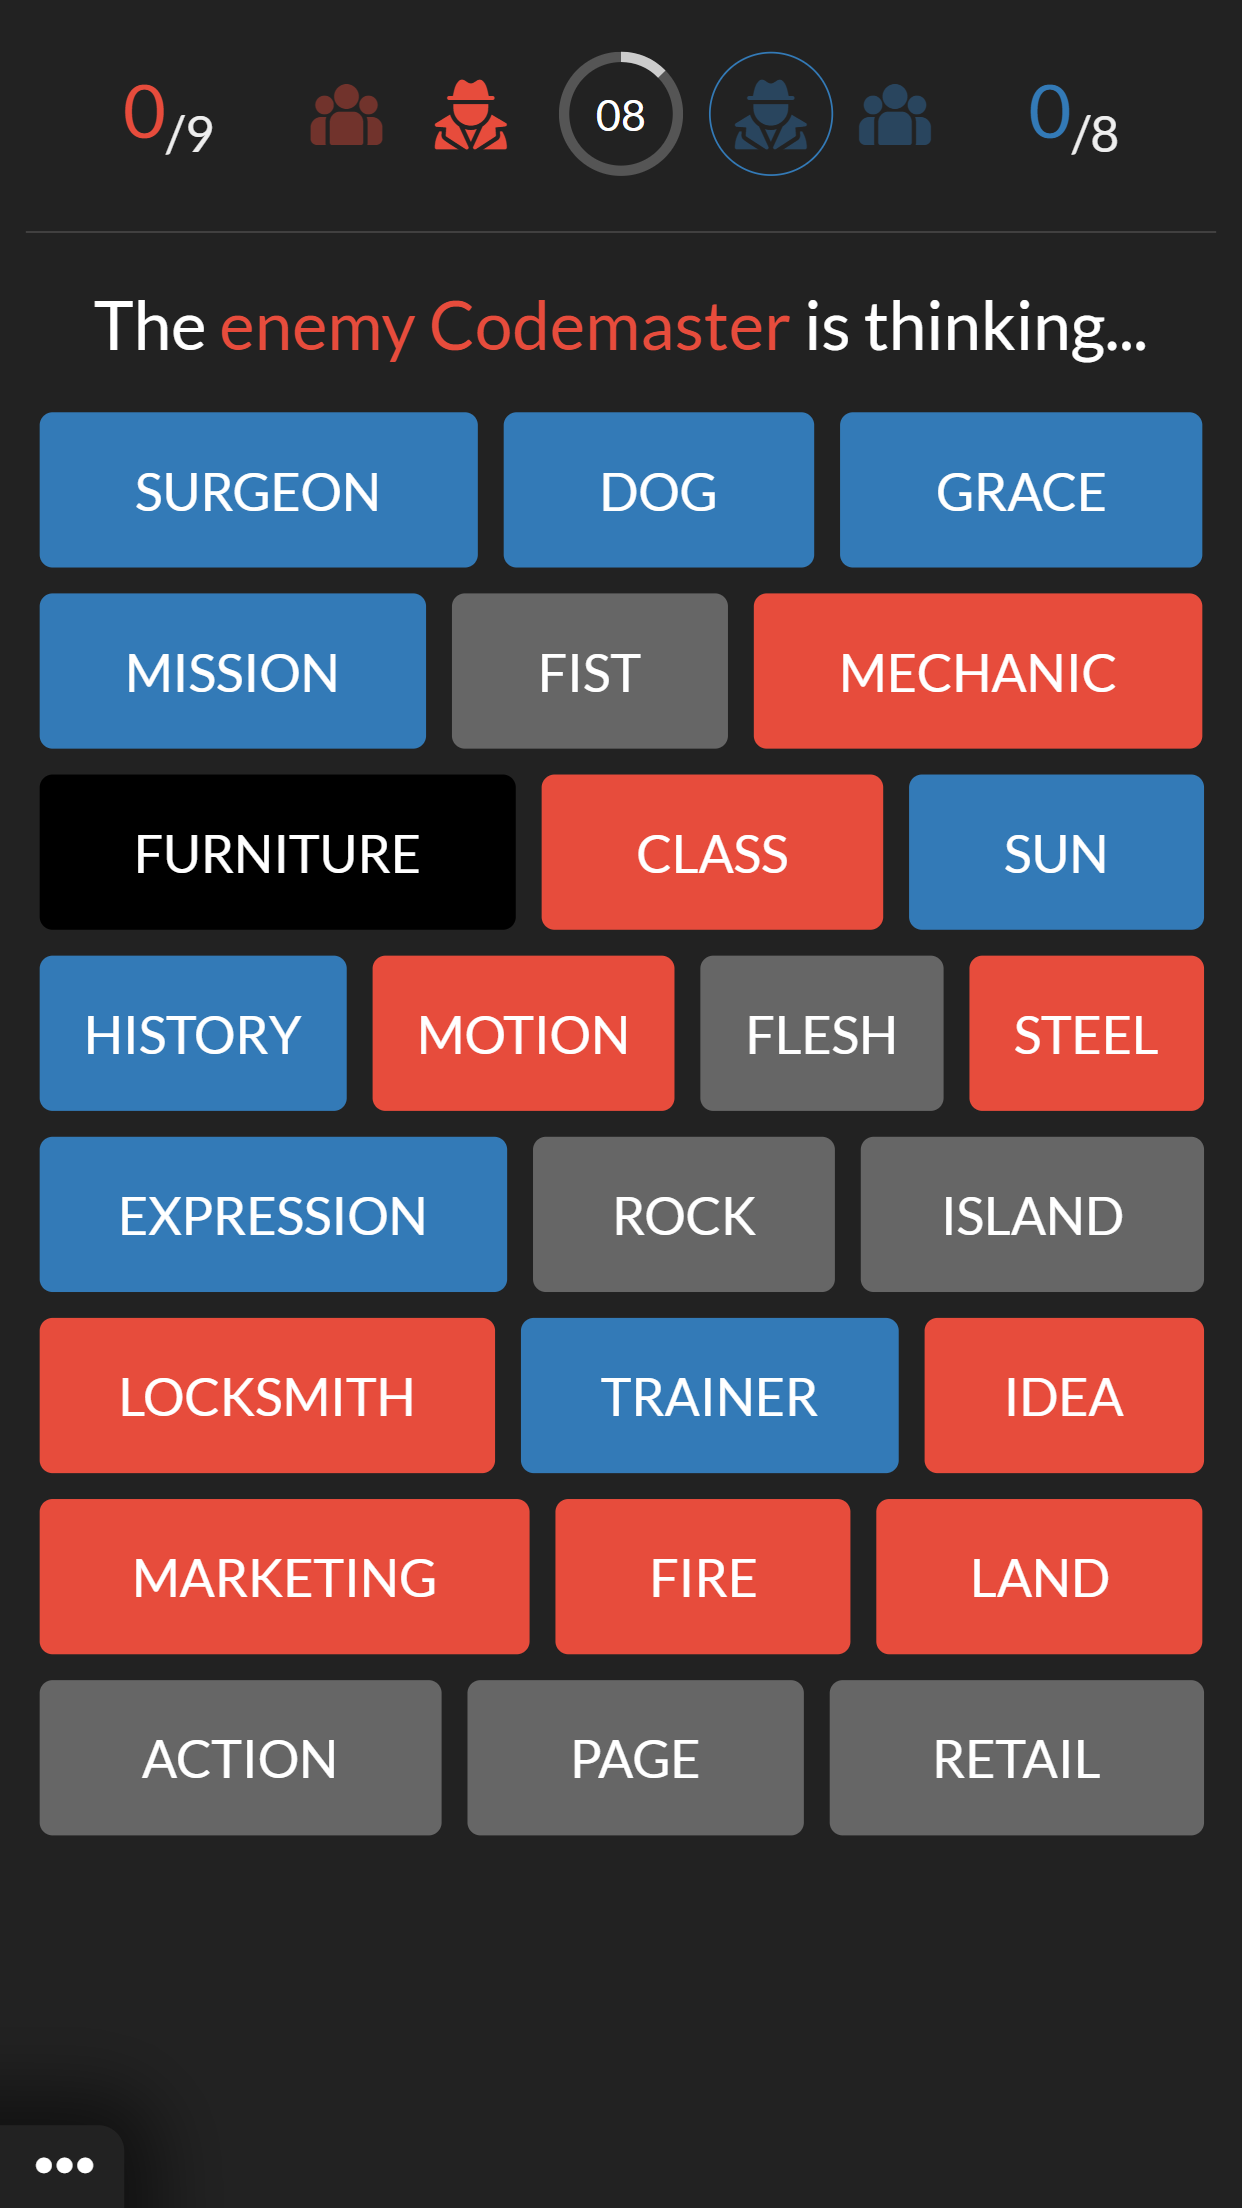 0/9 08 0/8
The enemy Codemaster is thinking...
SURGEON DOG GRACE
MISSION FIST MECHANIC
FURNITURE CLASS SUN
HISTORY MOTION FLESH STEEL
EXPRESSION ROCK ISLAND
LOCKSMITH TRAINER IDEA
MARKETING FIRE LAND
ACTION PAGE RETAIL